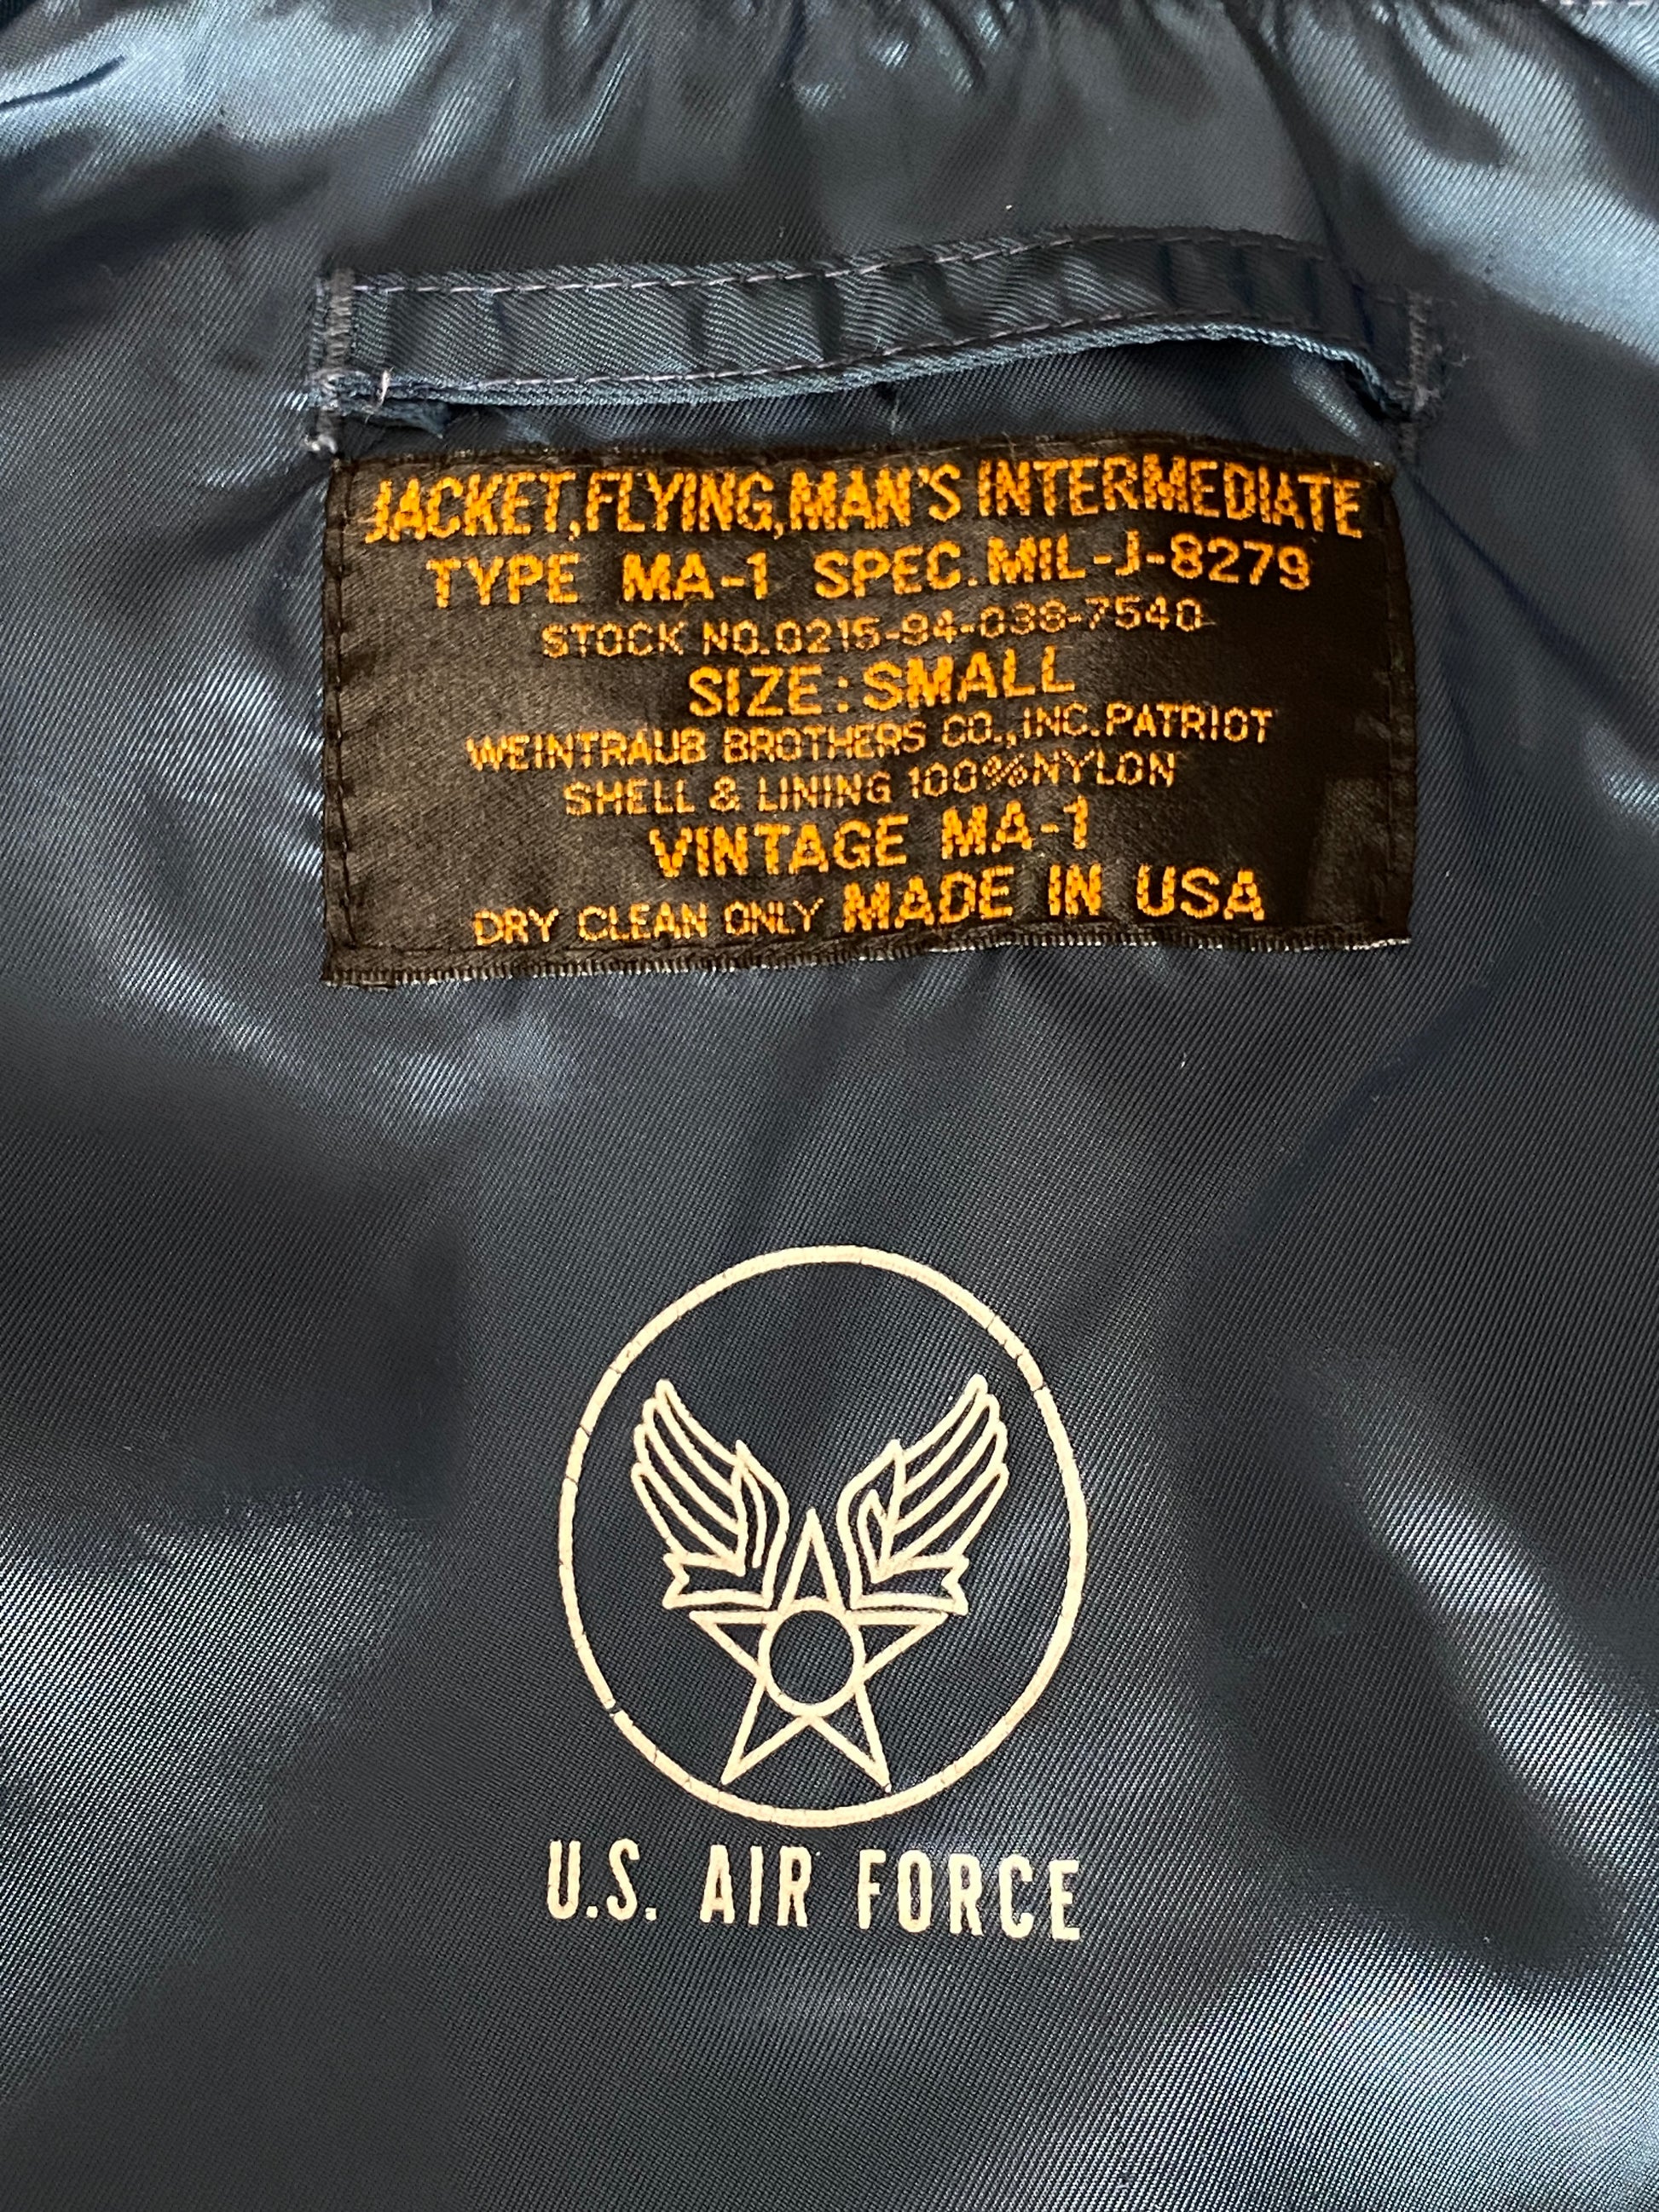 JACKET,FLYING,MAN'S INTERMEDIATE
TYPE MA-1 SPEC.MIL-J-8279
STOCK NO.0215-94-038-7540
SIZE:SMALL
WEINTRAUB BROTHERS CO.,INC.PATRIOT
SHELL & LINING 100%NYLON
VINTAGE MA-1
DRY CLEAN ONLY MADE IN USA
U.S. AIR FORCE